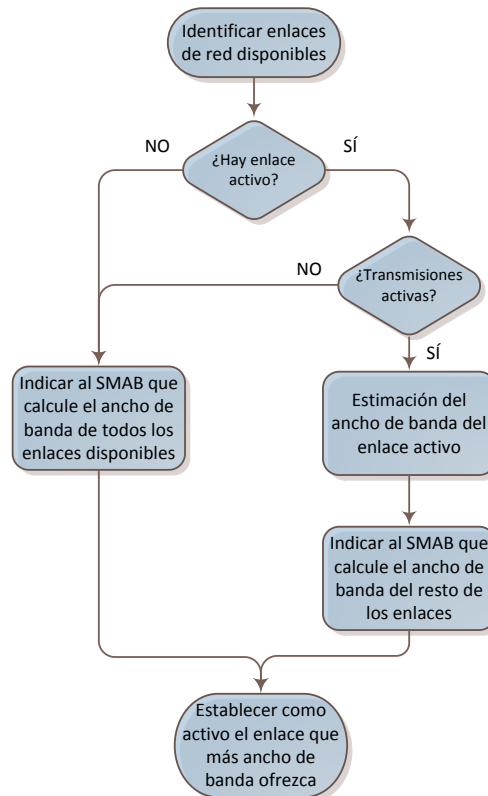 Identificar enlaces
de red disponibles
NO
SÍ
¿Hay enlace
activo?
NO
¿Transmisiones
activas?
SÍ
Indicar al SMAB que
calcule el ancho de
banda de todos los
enlaces disponibles
Estimación del
ancho de banda del
enlace activo
Indicar al SMAB que
calcule el ancho de
banda del resto de
los enlaces
Establecer como
activo el enlace que
más ancho de
banda ofrezca